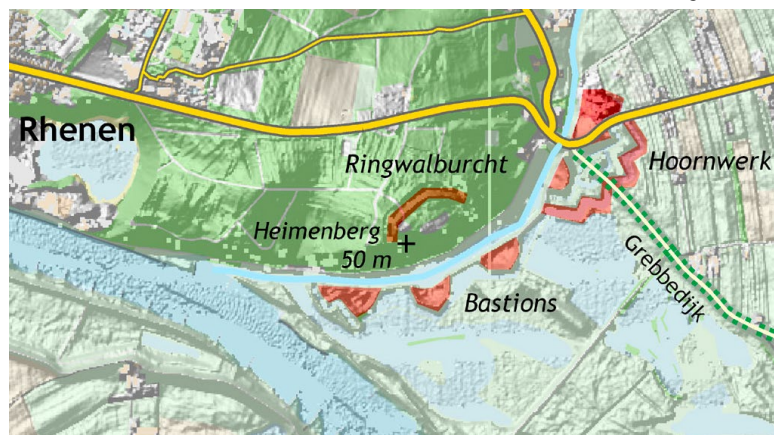 Rhenen
Ringwalburcht
Hoornwerk
Heimenberg
50 m
Grebbedijk
Bastions